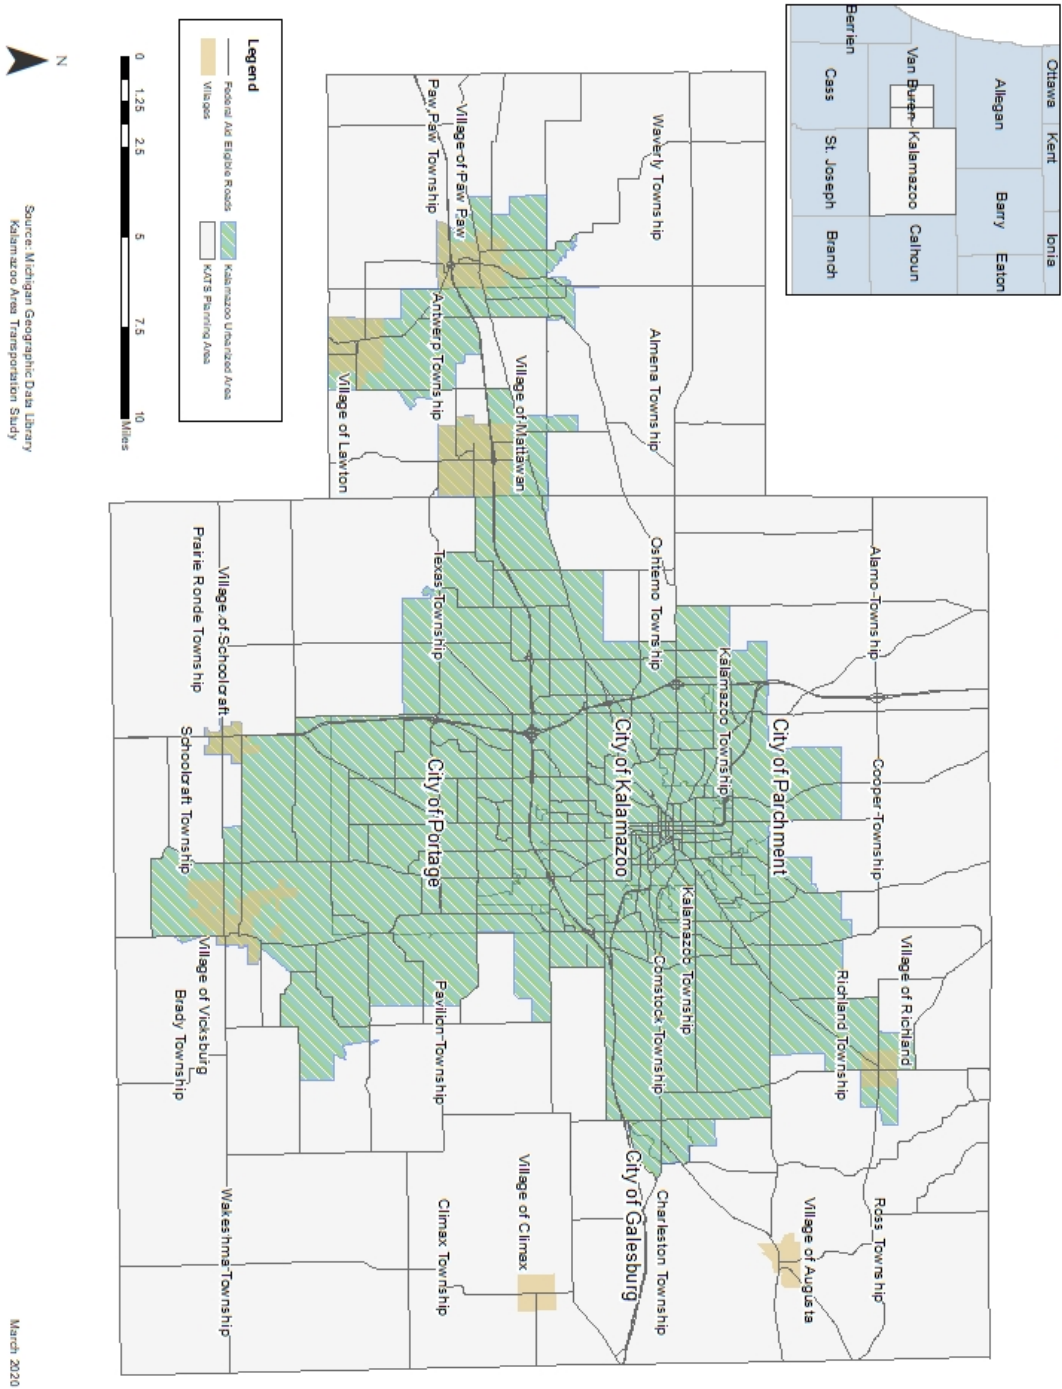 Ottawa
Kent
Ionia
Allegan
Barry
Eaton
Van Buren
Kalamazoo
Calhoun
Berrien
Cass
St. Joseph
Branch
Waverly Township
Almena Township
Village of Paw Paw
Paw Paw Township
Antwerp Township
Village of Mattawan
Village of Lawton
Alamo Township
Cooper Township
Village of Richland
Richland Township
Ross Township
Village of Augusta
Oshtemo Township
Kalamazoo Township
City of Parchment
City of Kalamazoo
Kalamazoo Township
Comstock Township
Charleston Township
City of Galesburg
Texas Township
City of Portage
Pavilion Township
Village of Climax
Climax Township
Village of Schoolcraft
Prairie Ronde Township
Schoolcraft Township
Village of Vicksburg
Brady Township
Wakeshma Township
Legend
Federal Aid Eligible Roads
Kalamazoo Urbanized Area
Villages
KATS Planning Area
0 1.25 2.5 5 7.5 10
Miles
N
Source: Michigan Geographic Data Library
Kalamazoo Area Transportation Study
March 2020